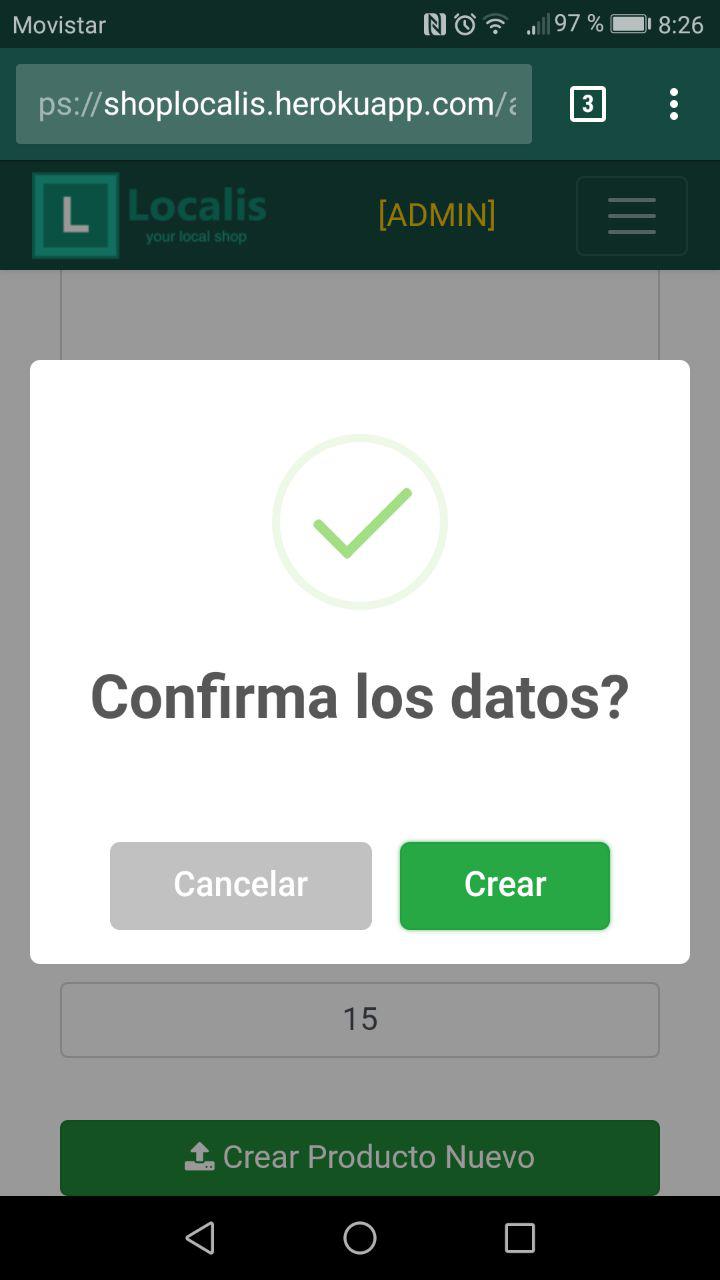 Movistar
97 %
8:26
ps://shoplocalis.herokuapp.com/
3
L
Localis
your local shop
[ADMIN]
Confirma los datos?
Cancelar
Crear
15
Crear Producto Nuevo